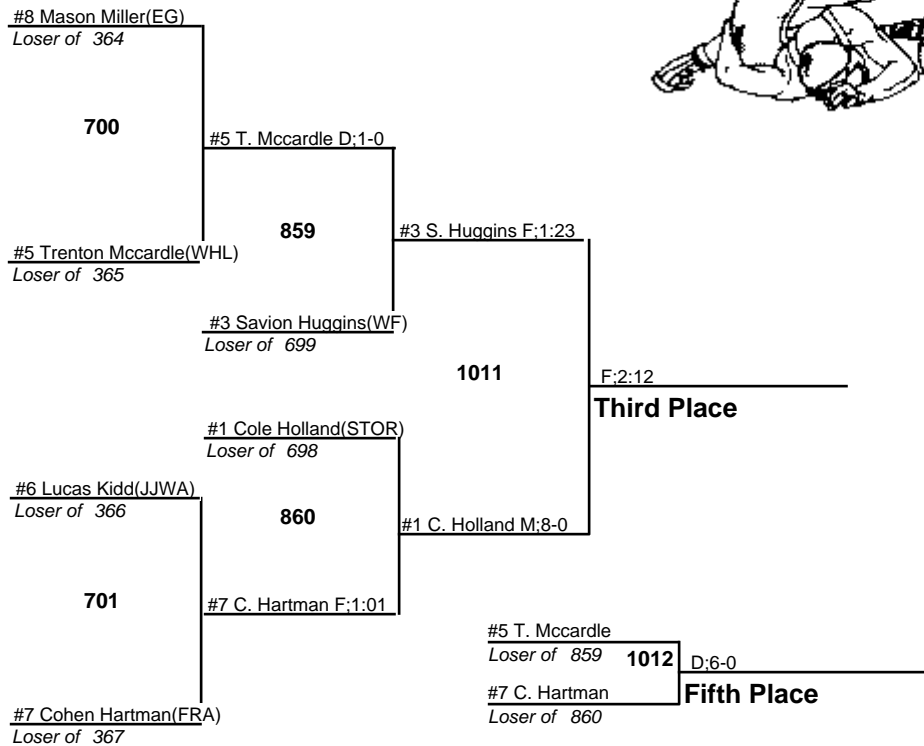 #8 Mason Miller(EG)
Loser of 364
700
#5 T. Mccardle D;1-0
859
#3 S. Huggins F;1:23
#5 Trenton Mccardle(WHL)
Loser of 365
#3 Savion Huggins(WF)
Loser of 699
1011
F;2:12
Third Place
#1 Cole Holland(STOR)
Loser of 698
#6 Lucas Kidd(JJWA)
Loser of 366
860
#1 C. Holland M;8-0
701
#7 C. Hartman F;1:01
#7 Cohen Hartman(FRA)
Loser of 367
#5 T. Mccardle
Loser of 859
1012
D;6-0
Fifth Place
#7 C. Hartman
Loser of 860